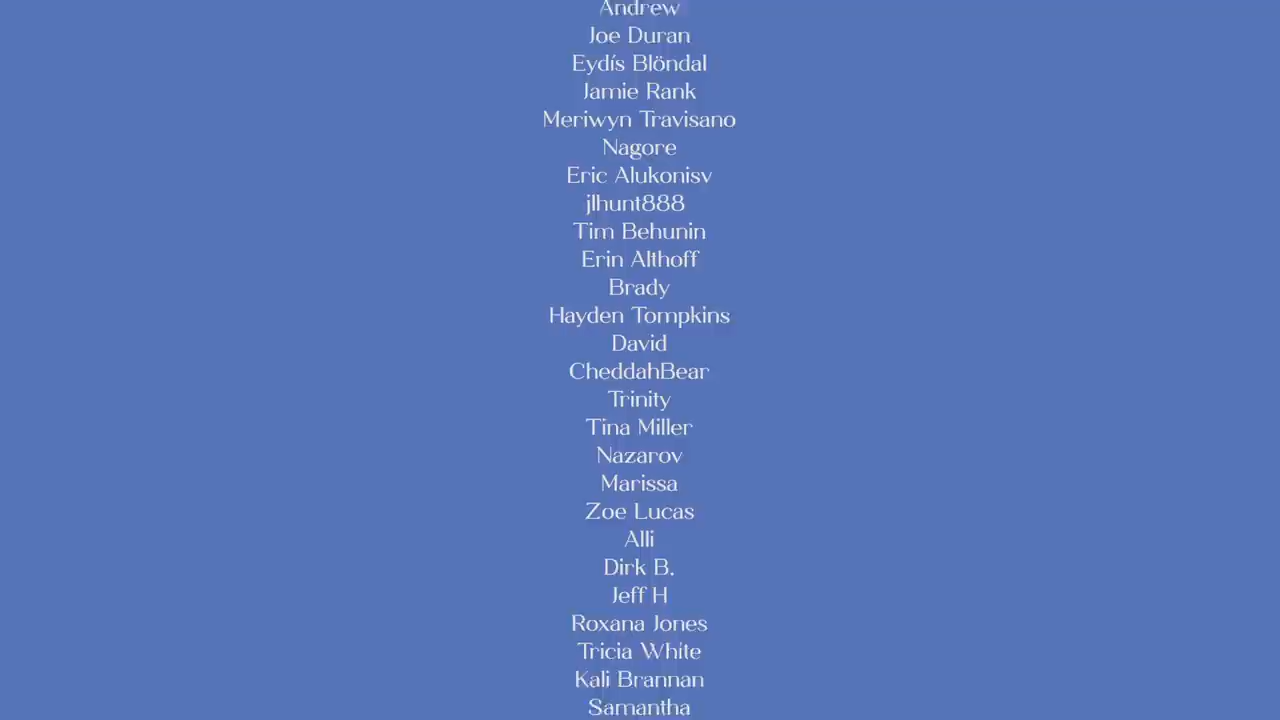 Andrew
Joe Duran
Eydís Blöndal
Jamie Rank
Meriwyn Travisano
Nagore
Eric Alukonisv
jlhunt888
Tim Behunin
Erin Althoff
Brady
Hayden Tompkins
David
CheddahBear
Trinity
Tina Miller
Nazarov
Marissa
Zoe Lucas
Alli
Dirk B.
Jeff H
Roxana Jones
Tricia White
Kali Brannan
Samantha